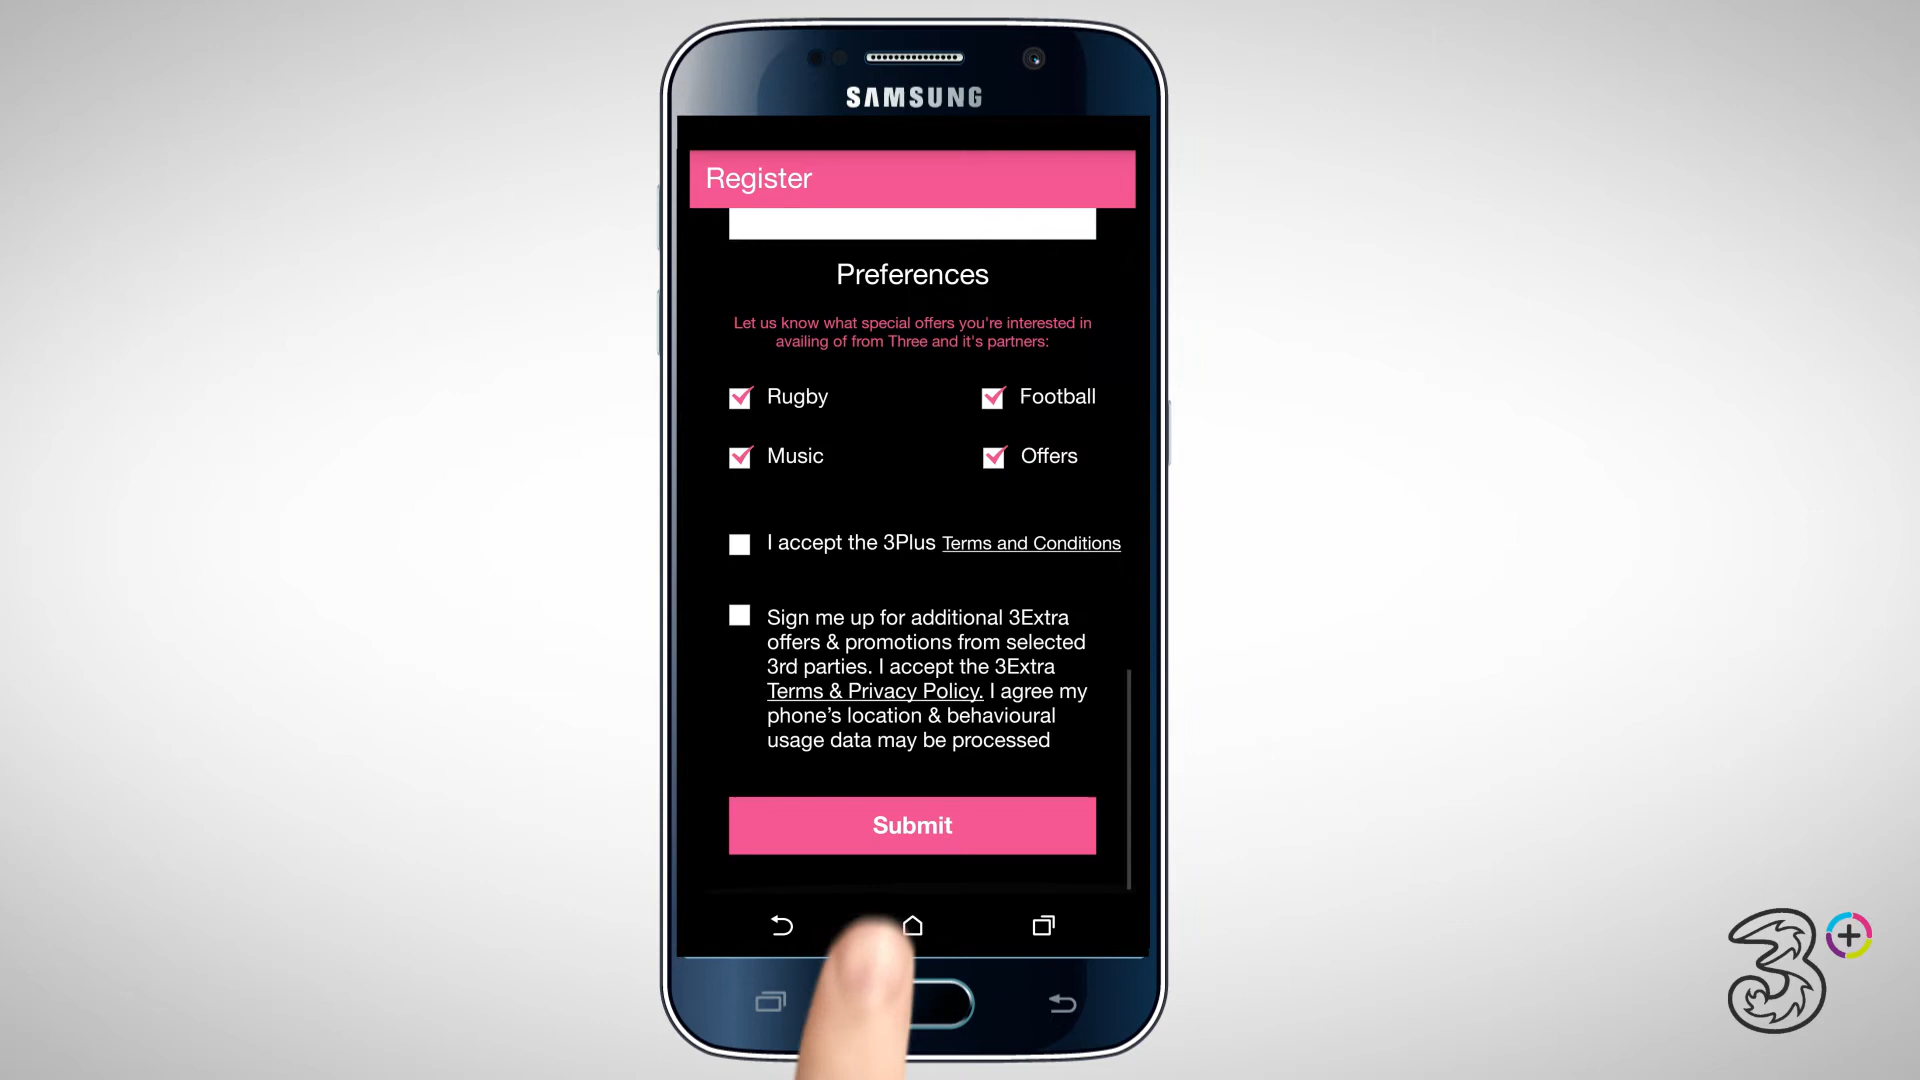 SAMSUNG
Register
Preferences
Let us know what special offers you're interested in
availing of from Three and it's partners:
Rugby
Football
Music
Offers
I accept the 3Plus Terms and Conditions
Sign me up for additional 3Extra
offers & promotions from selected
3rd parties. I accept the 3Extra
Terms & Privacy Policy. I agree my
phone’s location & behavioural
usage data may be processed
Submit
3+